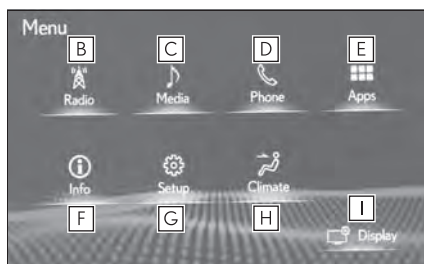 Menu
B C D E
Radio Media Phone Apps
Info Setup Climate
F G H I
Display